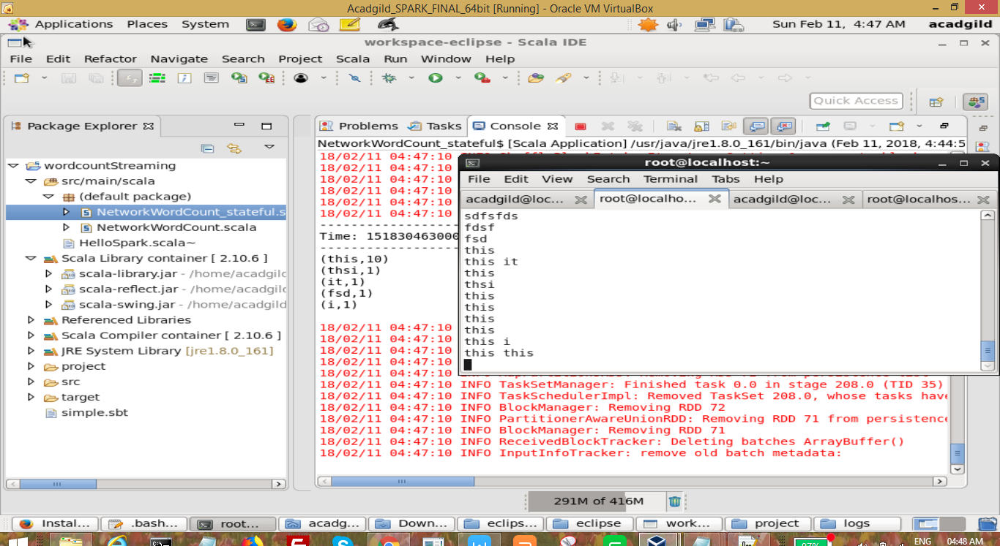 Acadgild_SPARK_FINAL_64bit [Running] - Oracle VM VirtualBox
Applications Places System
Sun Feb 11, 4:47 AM acadgild
workspace-eclipse - Scala IDE
File Edit Refactor Navigate Search Project Scala Run Window Help
Quick Access
Package Explorer
wordcountStreaming
src/main/scala
(default package)
NetworkWordCount_stateful.s
NetworkWordCount.scala
HelloSpark.scala~
Scala Library container [ 2.10.6 ]
scala-library.jar - /home/acadgild
scala-reflect.jar - /home/acadgild
scala-swing.jar - /home/acadgild
Referenced Libraries
Scala Compiler container [ 2.10.6 ]
JRE System Library [jre1.8.0_161]
project
src
target
simple.sbt
Problems Tasks Console
NetworkWordCount_stateful$ [Scala Application] /usr/java/jre1.8.0_161/bin/java (Feb 11, 2018, 4:44:5
18/02/11 04:47:10
18/02/11 04:47:10
18/02/11 04:47:10
18/02/11 04:47:10
18/02/11 04:47:10
18/02/11 04:47:10
-------------------
Time: 151830463000
-------------------
(this,10)
(thsi,1)
(it,1)
(fsd,1)
(i,1)
18/02/11 04:47:10
18/02/11 04:47:10
18/02/11 04:47:10
18/02/11 04:47:10
18/02/11 04:47:10
18/02/11 04:47:10 INFO TaskSetManager: Finished task 0.0 in stage 208.0 (TID 35)
18/02/11 04:47:10 INFO TaskSchedulerImpl: Removed TaskSet 208.0, whose tasks have
18/02/11 04:47:10 INFO BlockManager: Removing RDD 72
18/02/11 04:47:10 INFO PartitionerAwareUnionRDD: Removing RDD 71 from persistence
18/02/11 04:47:10 INFO BlockManager: Removing RDD 71
18/02/11 04:47:10 INFO ReceivedBlockTracker: Deleting batches ArrayBuffer()
18/02/11 04:47:10 INFO InputInfoTracker: remove old batch metadata:
root@localhost:~
File Edit View Search Terminal Tabs Help
acadgild@loc... root@localho... acadgild@loc... root@localhos...
sdfsfds
fdsf
fsd
this
this it
this
thsi
this
this
this
this
this i
this this
291M of 416M
Instal... .bash... root... acadg... Down... eclips... eclipse work... project logs
97% ENG 04:48 AM